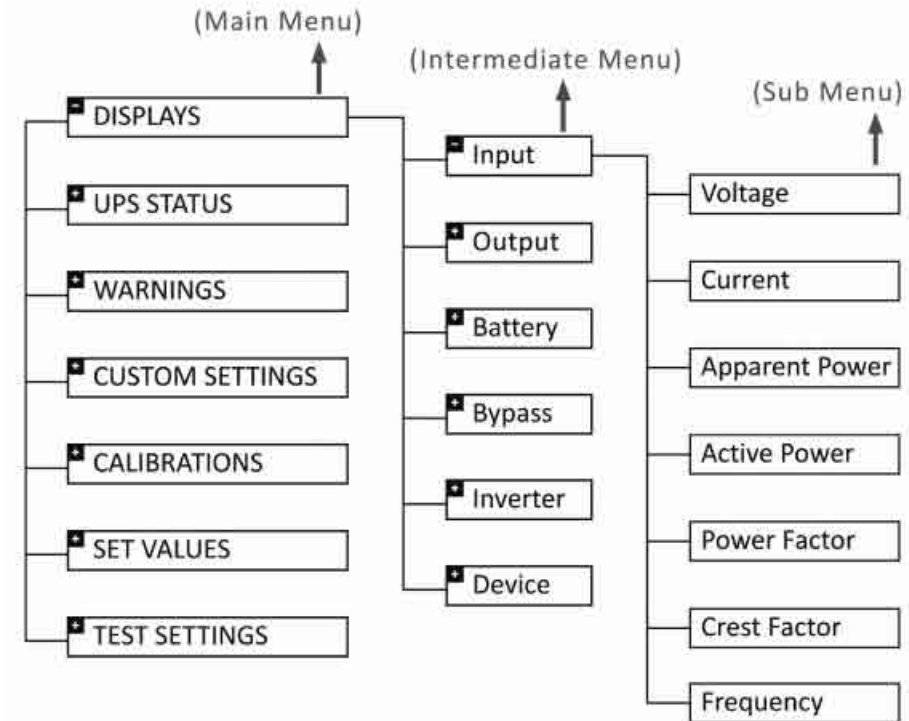 (Main Menu)
(Intermediate Menu)
(Sub Menu)
DISPLAYS
UPS STATUS
WARNINGS
CUSTOM SETTINGS
CALIBRATIONS
SET VALUES
TEST SETTINGS
Input
Output
Battery
Bypass
Inverter
Device
Voltage
Current
Apparent Power
Active Power
Power Factor
Crest Factor
Frequency